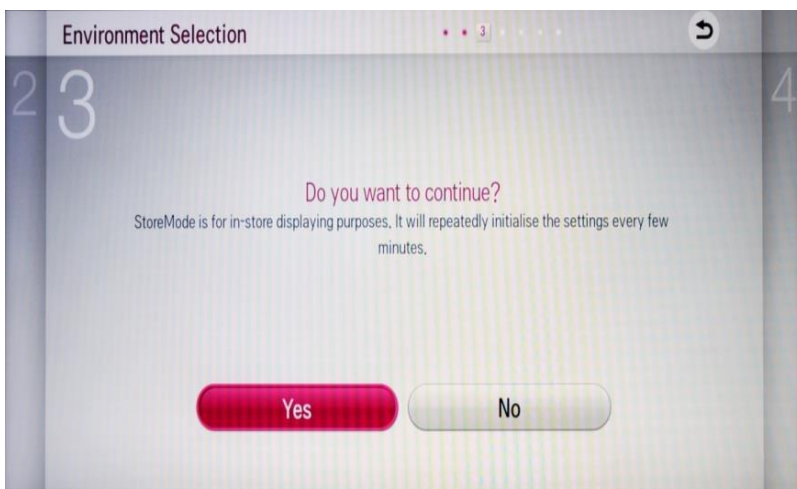 Environment Selection
3
2
3
4
Do you want to continue?
StoreMode is for in-store displaying purposes. It will repeatedly initialise the settings every few
minutes.
Yes
No